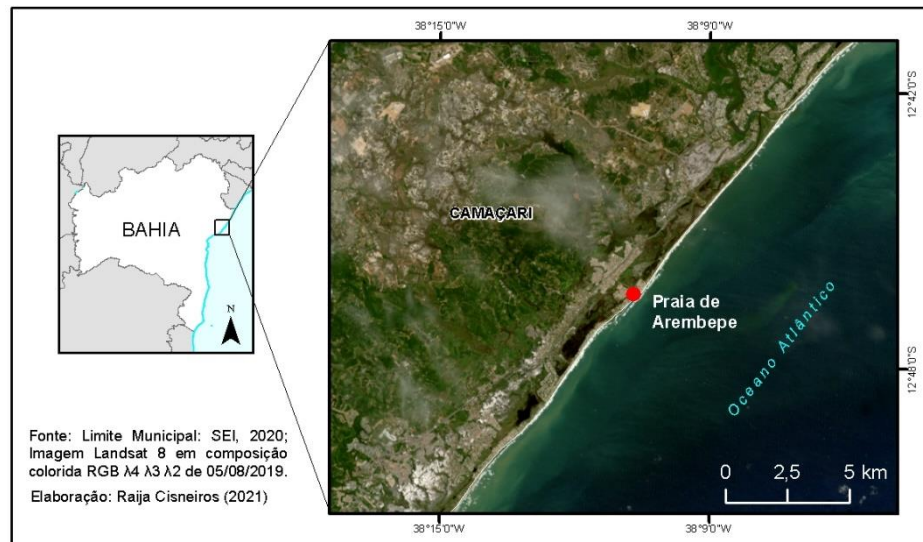 38°15'0"W
38°9'0"W
12°42'0"S
CAMAÇARI
BAHIA
N
Praia de
Arembepe
Oceano Atlântico
12°48'0"S
Fonte: Limite Municipal: SEI, 2020;
Imagem Landsat 8 em composição
colorida RGB λ4 λ3 λ2 de 05/08/2019.
Elaboração: Raija Cisneiros (2021)
0 2,5 5 km
38°15'0"W
38°9'0"W